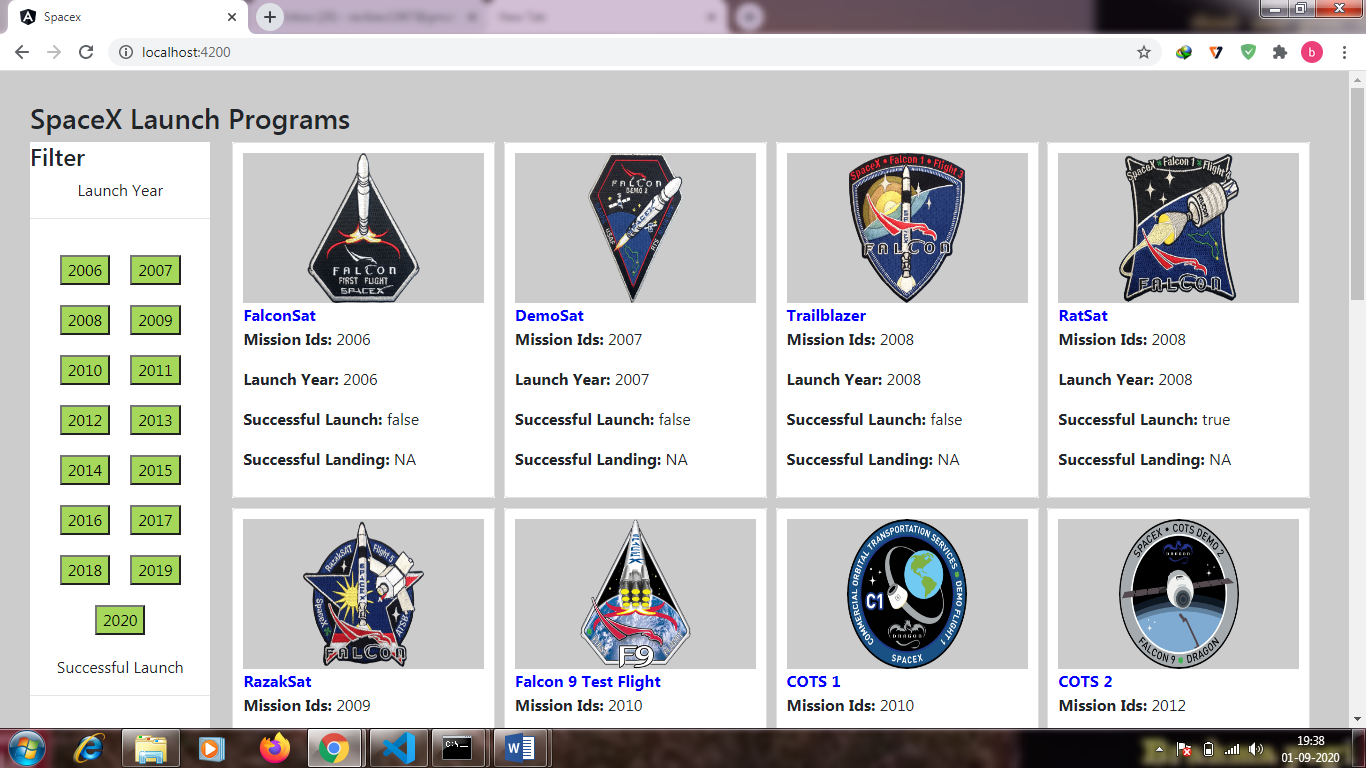 Spacex
New Tab
localhost:4200
b
SpaceX Launch Programs
Filter
Launch Year
2006 2007
2008 2009
2010 2011
2012 2013
2014 2015
2016 2017
2018 2019
2020
Successful Launch
FALCON
FIRST FLIGHT
SPACEX
FalconSat
Mission Ids: 2006
Launch Year: 2006
Successful Launch: false
Successful Landing: NA
FALCON
DEMO 2
DemoSat
Mission Ids: 2007
Launch Year: 2007
Successful Launch: false
Successful Landing: NA
SpaceX • Falcon 1 • Flight 3
FALCON
Trailblazer
Mission Ids: 2008
Launch Year: 2008
Successful Launch: false
Successful Landing: NA
SpaceX Falcon 1 Flight
FALCON
RatSat
Mission Ids: 2008
Launch Year: 2008
Successful Launch: true
Successful Landing: NA
RazakSAT Flight 5
SpaceX
SPACEX
ATSB
FALCON
RazakSat
Mission Ids: 2009
SPACEX
F9
Falcon 9 Test Flight
Mission Ids: 2010
COMMERCIAL ORBITAL TRANSPORTATION SERVICES • DEMO FLIGHT 1
C1
DRAGON
SPACEX
COTS 1
Mission Ids: 2010
SPACEX • COTS DEMO 2
DRAGON
FALCON 9 • DRAGON
COTS 2
Mission Ids: 2012
19:38
01-09-2020